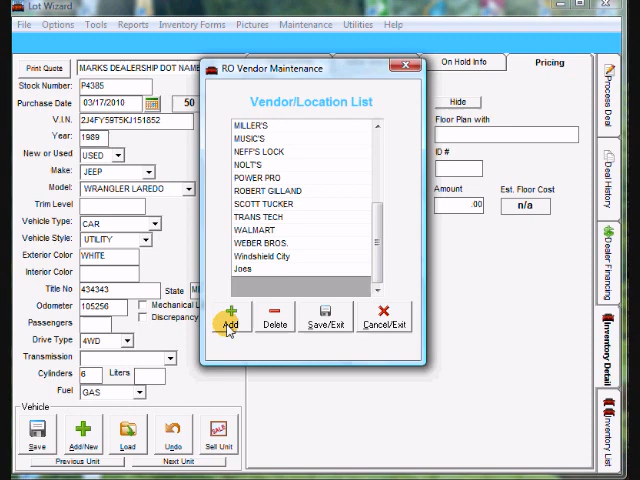 Lot Wizard
File Options Tools Reports Inventory Forms Pictures Maintenance Utilities Help
Print Quote MARKS DEALERSHIP DOT NAME
Stock Number: P4385
Purchase Date 03/17/2010 50
V.I.N. 2J4FY59T5KJ151852
Year: 1989
New or Used USED
Make: JEEP
Model: WRANGLER LAREDO
Trim Level
Vehicle Type: CAR
Vehicle Style: UTILITY
Exterior Color WHITE
Interior Color
Title No 434343 State
Odometer 105256 Mechanical
Passengers Discrepancy
Drive Type 4WD
Transmission
Cylinders 6 Liters
Fuel GAS
Vehicle
Save Add/New Load Undo Sell Unit
Previous Unit Next Unit
RO Vendor Maintenance
Vendor/Location List
MILLER'S
MUSIC'S
NEFF'S LOCK
NOLT'S
POWER PRO
ROBERT GILLAND
SCOTT TUCKER
TRANS TECH
WALMART
WEBER BROS.
Windshield City
Joes
Add Delete Save/Exit Cancel/Exit
On Hold Info Pricing
Hide
Floor Plan with
ID #
Amount Est. Floor Cost
.00 n/a
Process Deal
Deal History
Dealer Financing
Inventory Detail
Inventory List
SALE